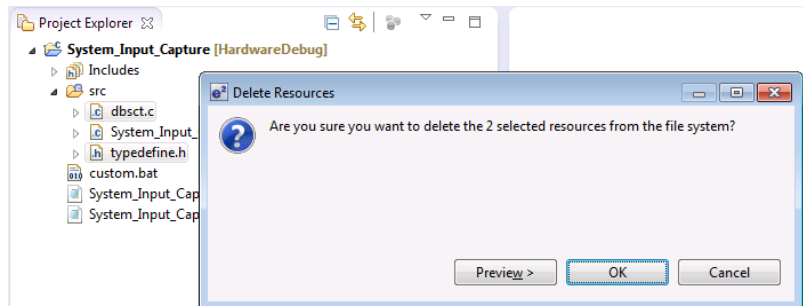 Project Explorer
System_Input_Capture [HardwareDebug]
Includes
src
dbsct.c
System_Input_
typedefine.h
custom.bat
System_Input_Cap
System_Input_Cap
e² Delete Resources
Are you sure you want to delete the 2 selected resources from the file system?
Preview >
OK
Cancel